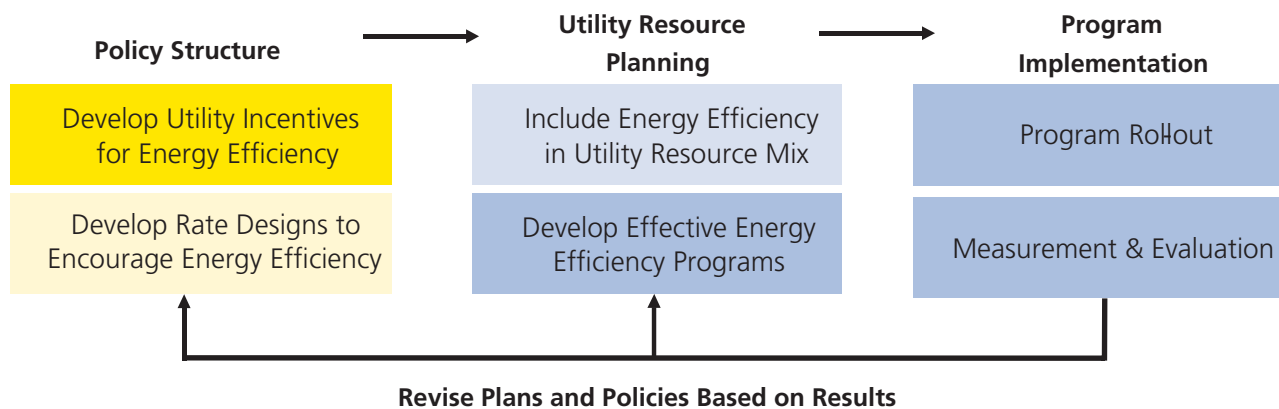 Policy Structure
Utility Resource
Planning
Program
Implementation
Develop Utility Incentives
for Energy Efficiency
Include Energy Efficiency
in Utility Resource Mix
Program Roll-out
Develop Rate Designs to
Encourage Energy Efficiency
Develop Effective Energy
Efficiency Programs
Measurement & Evaluation
Revise Plans and Policies Based on Results